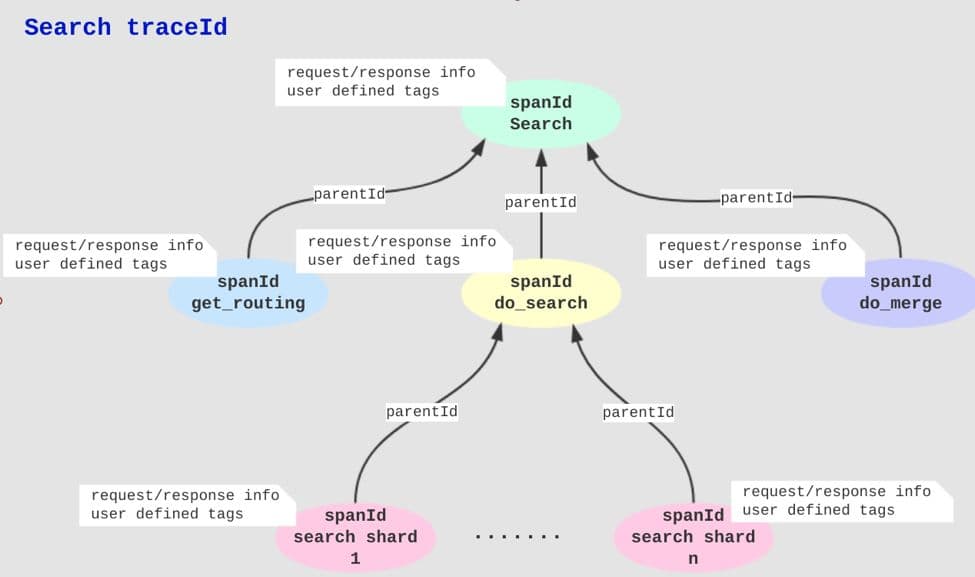 Search traceId
request/response info
user defined tags
spanId
Search
parentId
parentId
parentId
request/response info
user defined tags
spanId
get_routing
request/response info
user defined tags
spanId
do_search
request/response info
user defined tags
spanId
do_merge
parentId
parentId
request/response info
user defined tags
spanId
search shard
1
.......
request/response info
user defined tags
spanId
search shard
n